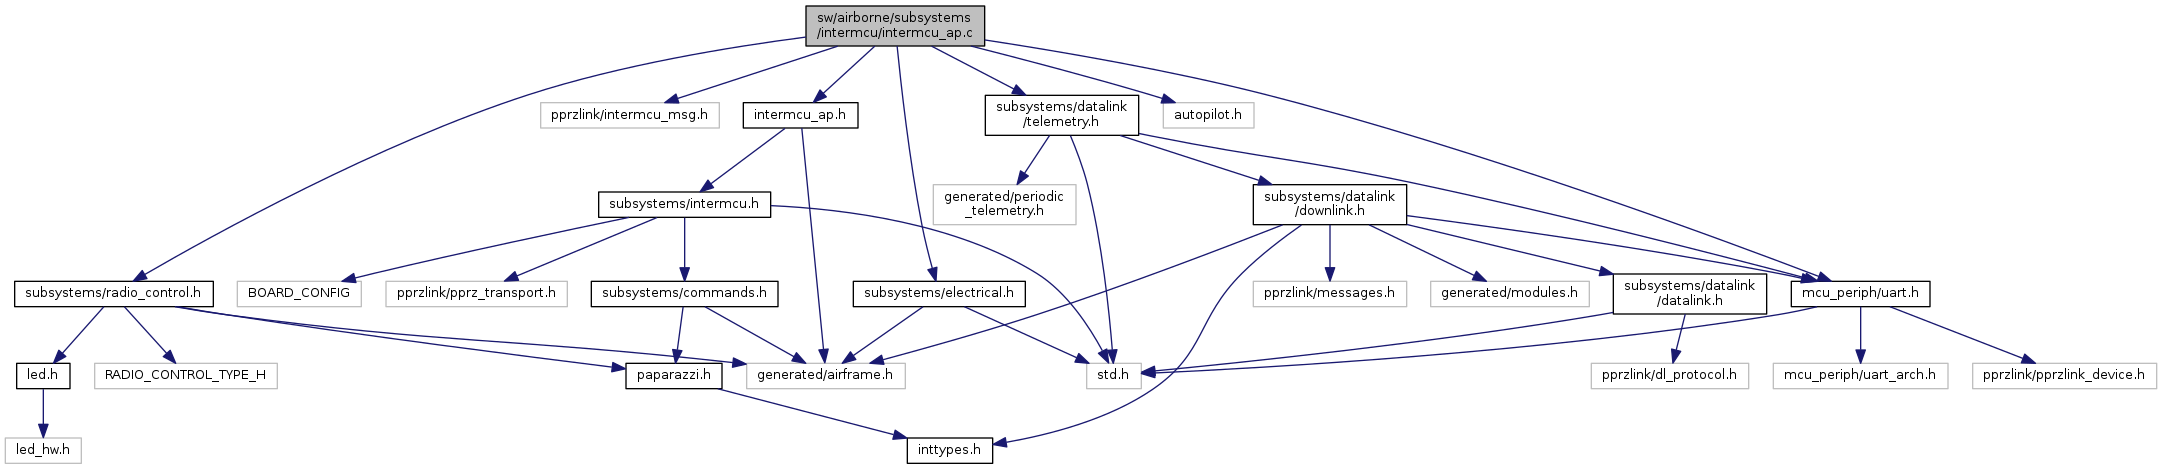 sw/airborne/subsystems
/intermcu/intermcu_ap.c
pprzlink/intermcu_msg.h
intermcu_ap.h
subsystems/datalink
/telemetry.h
autopilot.h
subsystems/intermcu.h
generated/periodic
_telemetry.h
subsystems/datalink
/downlink.h
subsystems/radio_control.h
BOARD_CONFIG
pprzlink/pprz_transport.h
subsystems/commands.h
subsystems/electrical.h
pprzlink/messages.h
generated/modules.h
subsystems/datalink
/datalink.h
mcu_periph/uart.h
led.h
RADIO_CONTROL_TYPE_H
paparazzi.h
generated/airframe.h
std.h
pprzlink/dl_protocol.h
mcu_periph/uart_arch.h
pprzlink/pprzlink_device.h
led_hw.h
inttypes.h